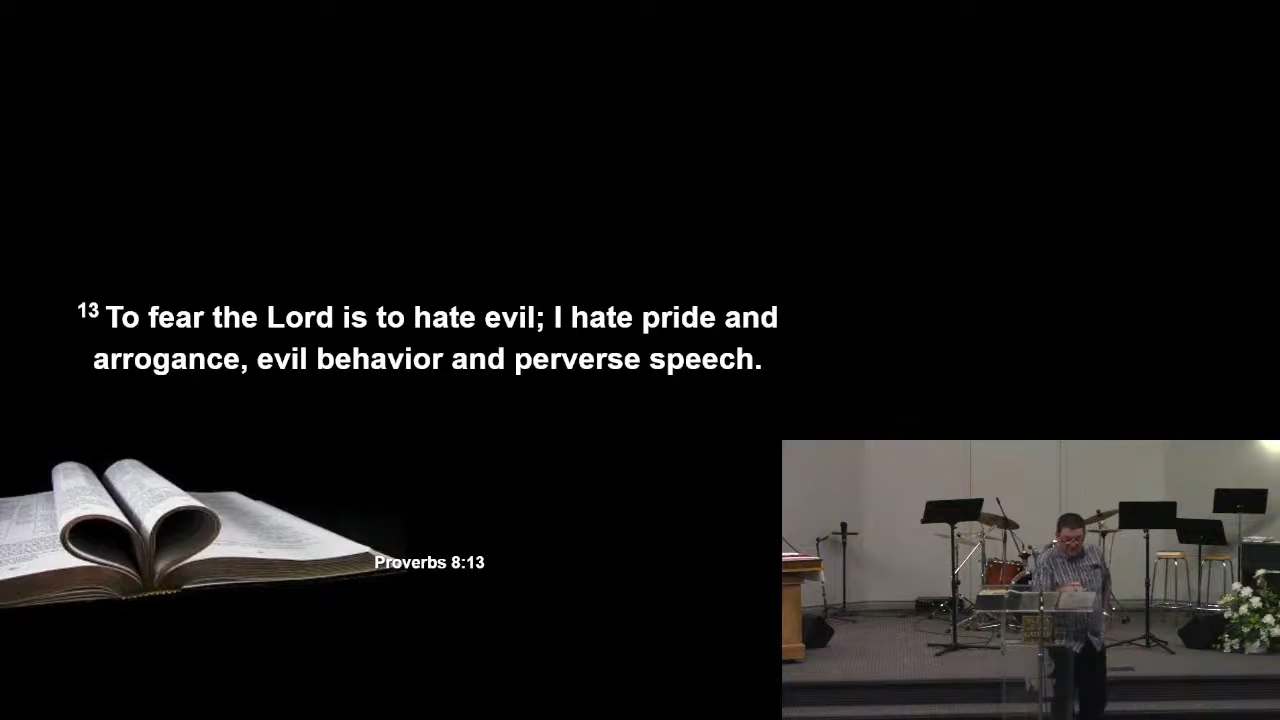 13 To fear the Lord is to hate evil; I hate pride and
arrogance, evil behavior and perverse speech.
Proverbs 8:13